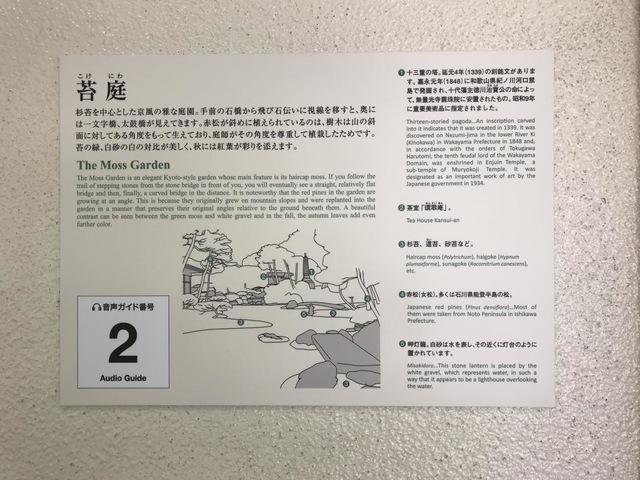 こけ にわ
苔庭
杉苔を中心とした京風の雅な庭園。手前の石橋から飛び石伝いに視線を移すと、奥に
は一文字橋、太鼓橋が見えてきます。赤松が斜めに植えられているのは、樹木は山の斜
面に対してある角度をもって生えており、庭師がその角度を尊重して植栽したためです。
苔の緑、白砂の白の対比が美しく、秋には紅葉が彩りを添えます。
The Moss Garden
The Moss Garden is an elegant Kyoto-style garden whose main feature is its haircap moss. If you follow the
trail of stepping stones from the stone bridge in front of you, you will eventually see a straight, relatively flat
bridge and then, finally, a curved bridge in the distance. It is noteworthy that the red pines in the garden are
growing at an angle. This is because they originally grew on mountain slopes and were replanted into the
garden in a manner that preserves their original angles relative to the ground beneath them. A beautiful
contrast can be seen between the green moss and white gravel and in the fall, the autumn leaves add even
further color.
音声ガイド番号
2
Audio Guide
1 十三重の塔。延元4年(1339)の刻銘文がありま
す。嘉永元年(1848)に和歌山県紀ノ川河口鼠
島で発掘され、十代藩主徳川治寶公の命によっ
て、無量光寺圓珠院に安置されたもの。昭和9年
に重要美術品に指定されました。
Thirteen-storied pagoda...An inscription carved
into it indicates that it was created in 1339. It was
discovered on Nezumi-jima in the lower River Ki
(Kinokawa) in Wakayama Prefecture in 1848 and,
in accordance with the orders of Tokugawa
Harutomi, the tenth feudal lord of the Wakayama
Domain, was enshrined in Enjuin Temple, a
sub-temple of Muryokoji Temple. It was
designated as an important work of art by the
Japanese government in 1934.
2 茶室「環翠庵」。
Tea House Kansui-an
3 杉苔、這苔、砂苔など。
Haircap moss (Polytrichum), haigoke (Hypnum
plumaeforme), sunagoke (Racomitrium canescens),
etc.
4 赤松(女松)。多くは石川県能登半島の松。
Japanese red pines (Pinus densiflora)...Most of
them were taken from Noto Peninsula in Ishikawa
Prefecture.
5 岬灯籠。白砂は水を表し、その近くに灯台のように
置かれています。
Misakidoro...This stone lantern is placed by the
white gravel, which represents water, in such a
way that it appears to be a lighthouse overlooking
the water.